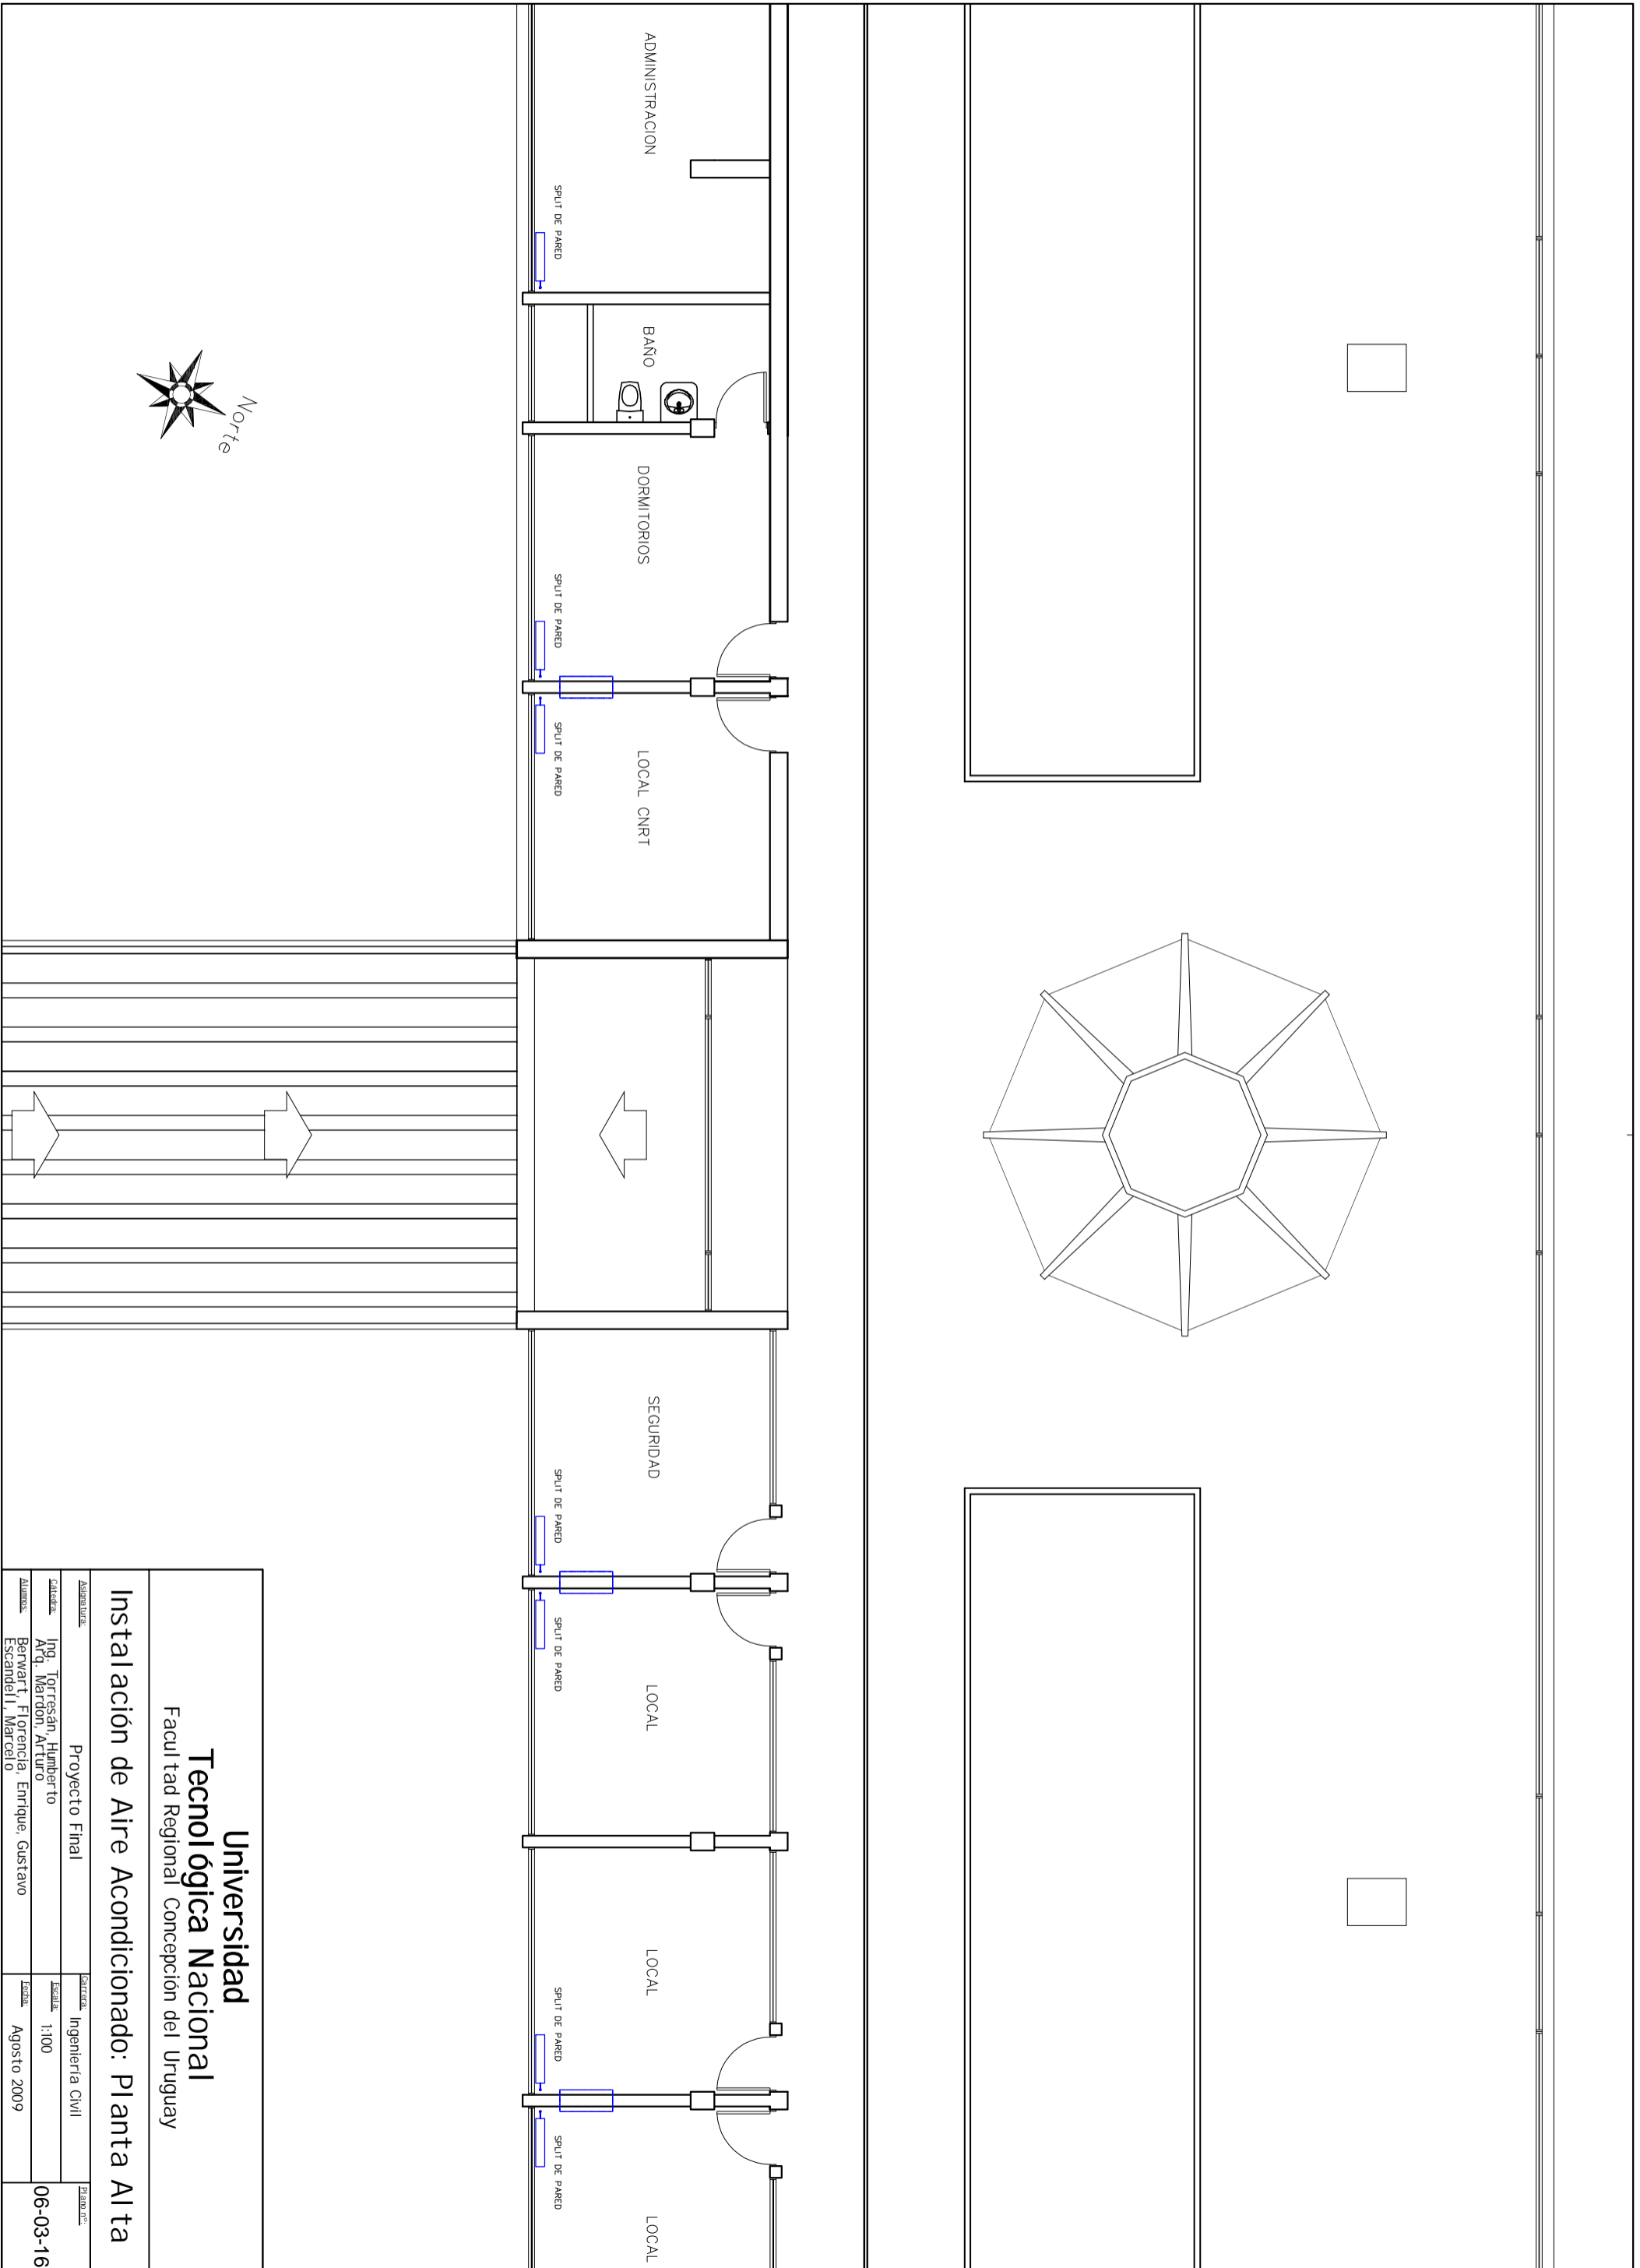 ADMINISTRACION
SPLIT DE PARED
BAÑO
DORMITORIOS
SPLIT DE PARED
SPLIT DE PARED
LOCAL CNRT
Norte
SEGURIDAD
SPLIT DE PARED
SPLIT DE PARED
LOCAL
LOCAL
SPLIT DE PARED
SPLIT DE PARED
LOCAL
Universidad
Tecnológica Nacional
Facultad Regional Concepción del Uruguay
Instalación de Aire Acondicionado: Planta Alta
Asignatura: Proyecto Final
Carrera: Ingeniería Civil
Plano nº:
06-03-16
Cátedra: Ing. Torresán, Humberto
Arq. Mardon, Arturo
Escala: 1:100
Alumnos: Berwart, Florencia, Enrique, Gustavo
Escandell, Marcelo
Fecha: Agosto 2009